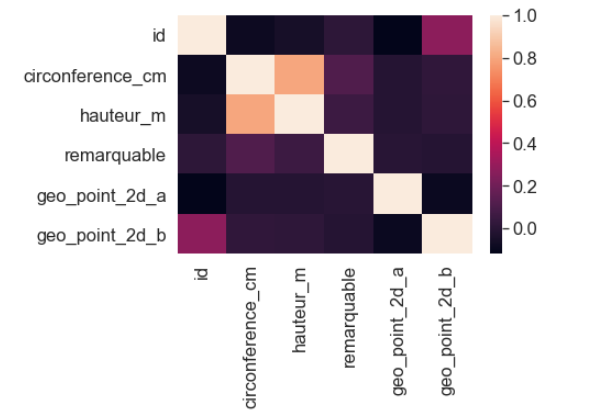 id
circonference_cm
hauteur_m
remarquable
geo_point_2d_a
geo_point_2d_b
1.0
0.8
0.6
0.4
0.2
0.0
id
circonference_cm
hauteur_m
remarquable
geo_point_2d_a
geo_point_2d_b